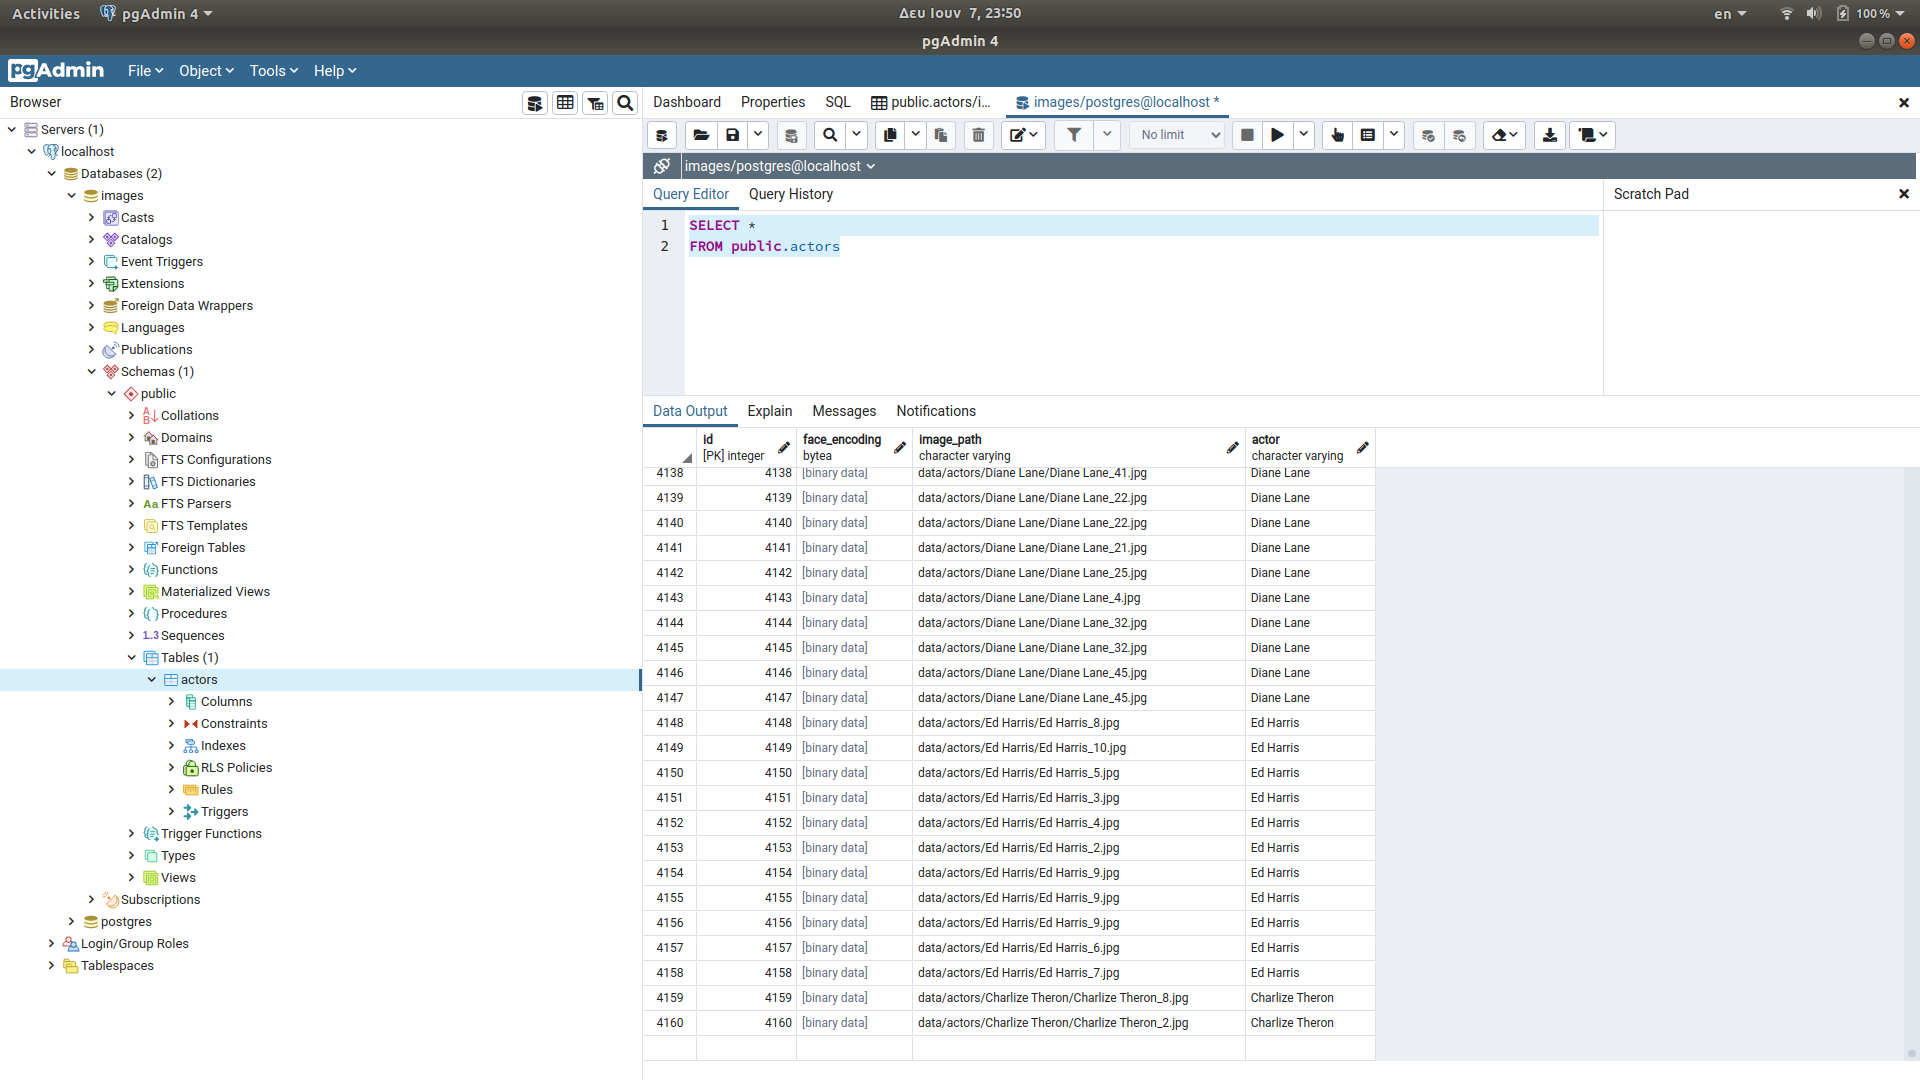 Activities pgAdmin 4 Δευ Ιουν 7, 23:50 en 100 %
pgAdmin 4
pgAdmin File Object Tools Help
Browser Dashboard Properties SQL public.actors/i... images/postgres@localhost *
No limit
images/postgres@localhost
Query Editor Query History Scratch Pad
1 SELECT *
2 FROM public.actors
Servers (1)
localhost
Databases (2)
images
Casts
Catalogs
Event Triggers
Extensions
Foreign Data Wrappers
Languages
Publications
Schemas (1)
public
Collations
Domains
FTS Configurations
FTS Dictionaries
Aa FTS Parsers
FTS Templates
Foreign Tables
Functions
Materialized Views
Procedures
1..3 Sequences
Tables (1)
actors
Columns
Constraints
Indexes
RLS Policies
Rules
Triggers
Trigger Functions
Types
Views
Subscriptions
postgres
Login/Group Roles
Tablespaces
Data Output Explain Messages Notifications
id face_encoding image_path actor
[PK] integer bytea character varying character varying
4138 4138 [binary data] data/actors/Diane Lane/Diane Lane_41.jpg Diane Lane
4139 4139 [binary data] data/actors/Diane Lane/Diane Lane_22.jpg Diane Lane
4140 4140 [binary data] data/actors/Diane Lane/Diane Lane_22.jpg Diane Lane
4141 4141 [binary data] data/actors/Diane Lane/Diane Lane_21.jpg Diane Lane
4142 4142 [binary data] data/actors/Diane Lane/Diane Lane_25.jpg Diane Lane
4143 4143 [binary data] data/actors/Diane Lane/Diane Lane_4.jpg Diane Lane
4144 4144 [binary data] data/actors/Diane Lane/Diane Lane_32.jpg Diane Lane
4145 4145 [binary data] data/actors/Diane Lane/Diane Lane_32.jpg Diane Lane
4146 4146 [binary data] data/actors/Diane Lane/Diane Lane_45.jpg Diane Lane
4147 4147 [binary data] data/actors/Diane Lane/Diane Lane_45.jpg Diane Lane
4148 4148 [binary data] data/actors/Ed Harris/Ed Harris_8.jpg Ed Harris
4149 4149 [binary data] data/actors/Ed Harris/Ed Harris_10.jpg Ed Harris
4150 4150 [binary data] data/actors/Ed Harris/Ed Harris_5.jpg Ed Harris
4151 4151 [binary data] data/actors/Ed Harris/Ed Harris_3.jpg Ed Harris
4152 4152 [binary data] data/actors/Ed Harris/Ed Harris_4.jpg Ed Harris
4153 4153 [binary data] data/actors/Ed Harris/Ed Harris_2.jpg Ed Harris
4154 4154 [binary data] data/actors/Ed Harris/Ed Harris_9.jpg Ed Harris
4155 4155 [binary data] data/actors/Ed Harris/Ed Harris_9.jpg Ed Harris
4156 4156 [binary data] data/actors/Ed Harris/Ed Harris_9.jpg Ed Harris
4157 4157 [binary data] data/actors/Ed Harris/Ed Harris_6.jpg Ed Harris
4158 4158 [binary data] data/actors/Ed Harris/Ed Harris_7.jpg Ed Harris
4159 4159 [binary data] data/actors/Charlize Theron/Charlize Theron_8.jpg Charlize Theron
4160 4160 [binary data] data/actors/Charlize Theron/Charlize Theron_2.jpg Charlize Theron